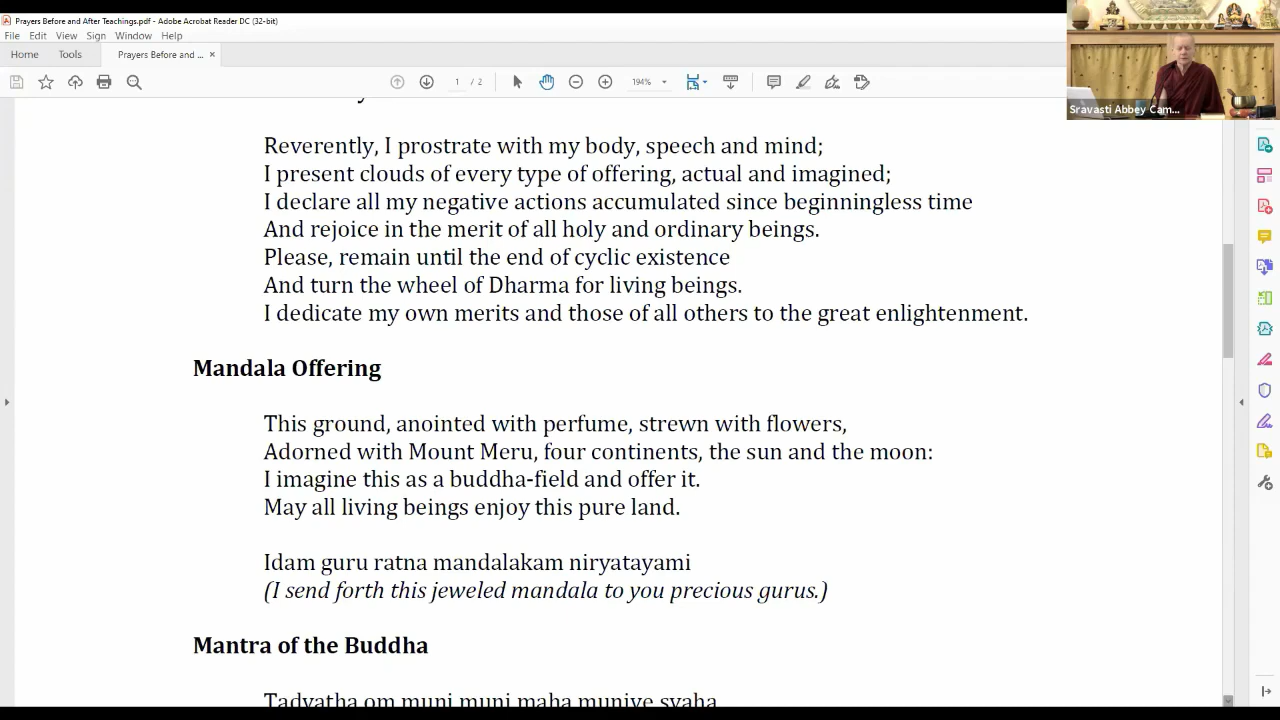 Prayers Before and After Teachings.pdf - Adobe Acrobat Reader DC (32-bit)
File Edit View Sign Window Help
Home Tools Prayers Before and ... ×
1 / 2 194%
Sravasti Abbey Cam...
Reverently, I prostrate with my body, speech and mind;
I present clouds of every type of offering, actual and imagined;
I declare all my negative actions accumulated since beginningless time
And rejoice in the merit of all holy and ordinary beings.
Please, remain until the end of cyclic existence
And turn the wheel of Dharma for living beings.
I dedicate my own merits and those of all others to the great enlightenment.
Mandala Offering
This ground, anointed with perfume, strewn with flowers,
Adorned with Mount Meru, four continents, the sun and the moon:
I imagine this as a buddha-field and offer it.
May all living beings enjoy this pure land.
Idam guru ratna mandalakam niryatayami
(I send forth this jeweled mandala to you precious gurus.)
Mantra of the Buddha
Tadyatha om muni muni maha muniye svaha